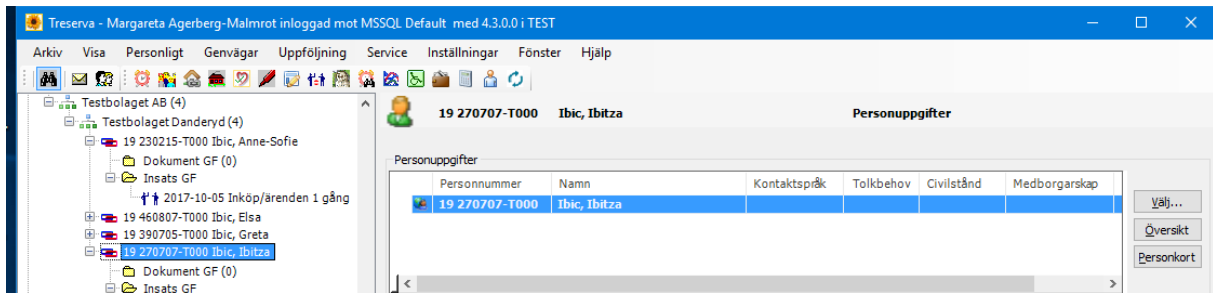 Treserva - Margareta Agerberg-Malmrot inloggad mot MSSQL Default med 4.3.0.0 i TEST
Arkiv Visa Personligt Genvägar Uppföljning Service Inställningar Fönster Hjälp
Testbolaget AB (4)
Testbolaget Danderyd (4)
19 230215-T000 Ibic, Anne-Sofie
Dokument GF (0)
Insats GF
2017-10-05 Inköp/ärenden 1 gång
19 460807-T000 Ibic, Elsa
19 390705-T000 Ibic, Greta
19 270707-T000 Ibic, Ibitza
Dokument GF (0)
Insats GF
19 270707-T000 Ibic, Ibitza Personuppgifter
Personuppgifter
Personnummer Namn Kontaktspråk Tolkbehov Civilstånd Medborgarskap
19 270707-T000 Ibic, Ibitza
Välj...
Översikt
Personkort